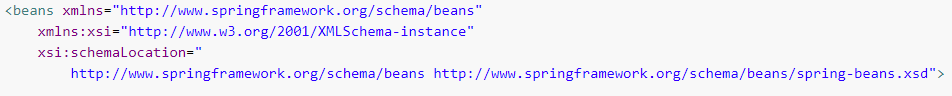 <beans xmlns="http://www.springframework.org/schema/beans"
    xmlns:xsi="http://www.w3.org/2001/XMLSchema-instance"
    xsi:schemaLocation="
        http://www.springframework.org/schema/beans http://www.springframework.org/schema/beans/spring-beans.xsd">